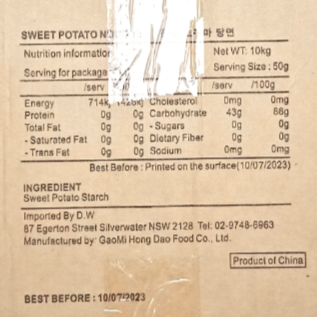 SWEET POTATO 당면
Nutrition information Net WT: 10kg
Serving for package Serving Size : 50g
/serv /serv /100g
Energy 714k Cholesterol 0mg 0mg
Protein 0g 0g Carbohydrate 43g 86g
Total Fat 0g 0g - Sugars 0g 0g
- Saturated Fat 0g 0g Dietary Fiber 0g 0g
- Trans Fat 0g 0g Sodium 0mg 0mg
Best Before : Printed on the surface(10/07/2023)
INGREDIENT
Sweet Potato Starch
Imported By D.W
67 Egerton Street Silverwater NSW 2128 Tel: 02-9748-6963
Manufactured by: GaoMi Hong Dao Food Co., Ltd.
Product of China
BEST BEFORE : 10/07/2023